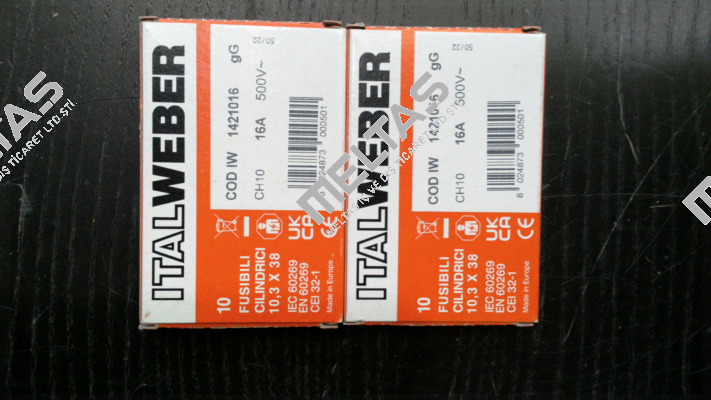 ITALWEBER
COD IW 1421016 gG
CH10 16A 500V~
50/22
8 024873 000501
10
FUSIBILI
CILINDRICI
10,3 X 38
IEC 60269
EN 60269
CEI 32-1
Made in Europe
UK
CA
CE
ITALWEBER
COD IW 1421016 gG
CH10 16A 500V~
50/22
8 024873 000501
10
FUSIBILI
CILINDRICI
10,3 X 38
IEC 60269
EN 60269
CEI 32-1
Made in Europe
UK
CA
CE
MELTAS
MELTAS
MELTAS